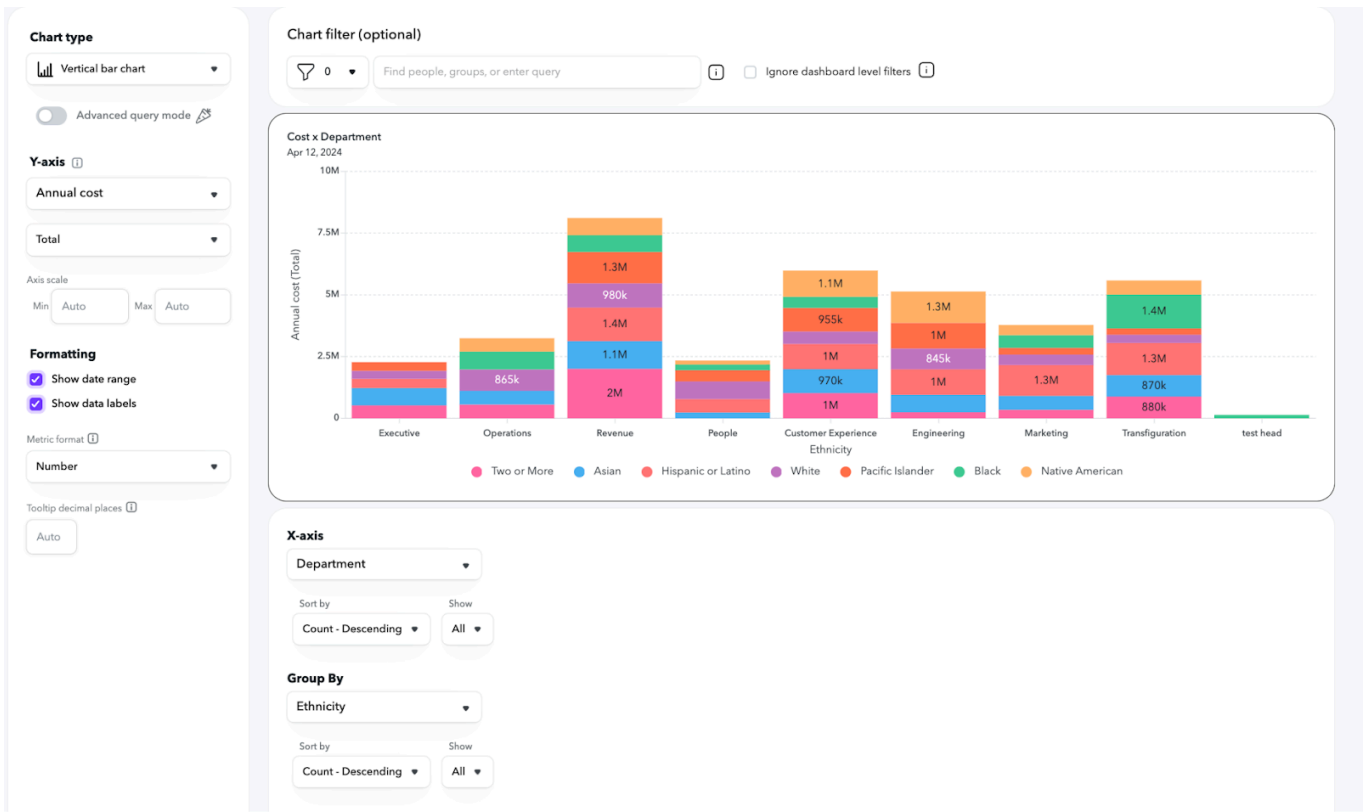 Chart type
Vertical bar chart
Advanced query mode
Y-axis
Annual cost
Total
Axis scale
Min Auto Max Auto
Formatting
Show date range
Show data labels
Metric format
Number
Tooltip decimal places
Auto
Chart filter (optional)
0 Find people, groups, or enter query Ignore dashboard level filters
Cost x Department
Apr 12, 2024
Annual cost (Total)
10M
7.5M
5M
2.5M
0
865k
1.3M
980k
1.4M
1.1M
2M
1.1M
955k
1M
970k
1M
1.3M
1M
845k
1M
1.3M
1.4M
1.3M
870k
880k
Executive Operations Revenue People Customer Experience Engineering Marketing Transfiguration test head
Ethnicity
Two or More Asian Hispanic or Latino White Pacific Islander Black Native American
X-axis
Department
Sort by Show
Count - Descending All
Group By
Ethnicity
Sort by Show
Count - Descending All